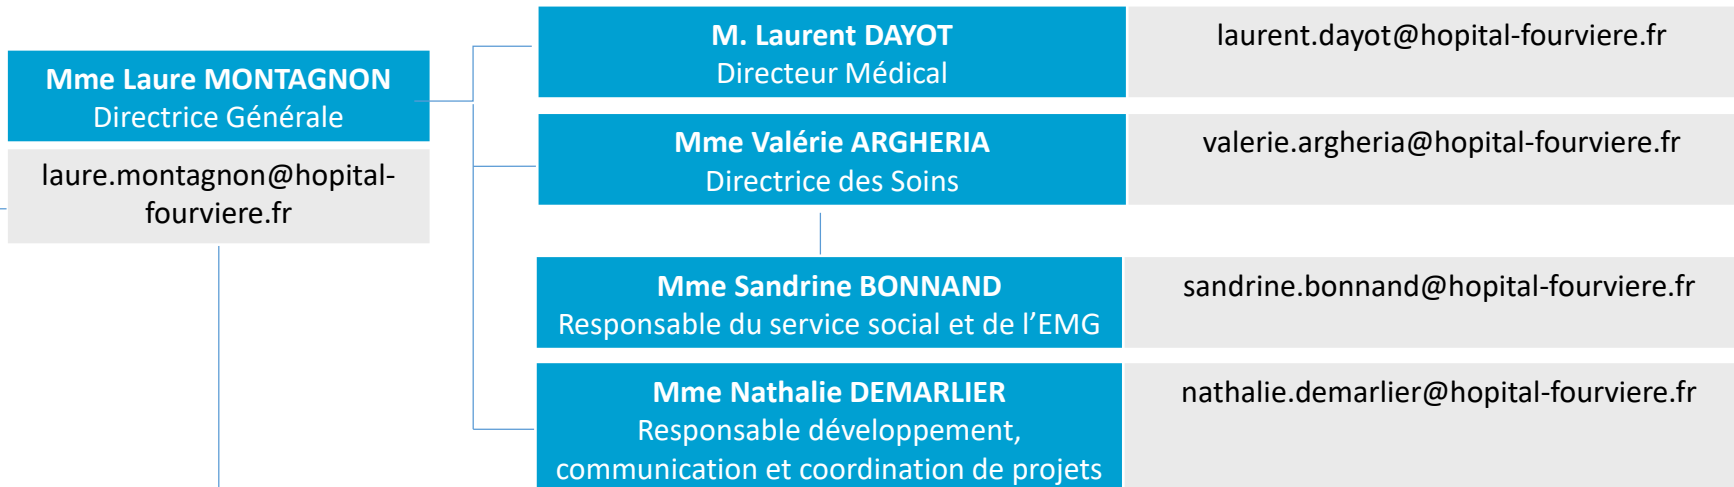 Mme Laure MONTAGNON
Directrice Générale
laure.montagnon@hopital-
fourviere.fr
M. Laurent DAYOT
Directeur Médical
laurent.dayot@hopital-fourviere.fr
Mme Valérie ARGHERIA
Directrice des Soins
valerie.argheria@hopital-fourviere.fr
Mme Sandrine BONNAND
Responsable du service social et de l’EMG
sandrine.bonnand@hopital-fourviere.fr
Mme Nathalie DEMARLIER
Responsable développement,
communication et coordination de projets
nathalie.demarlier@hopital-fourviere.fr